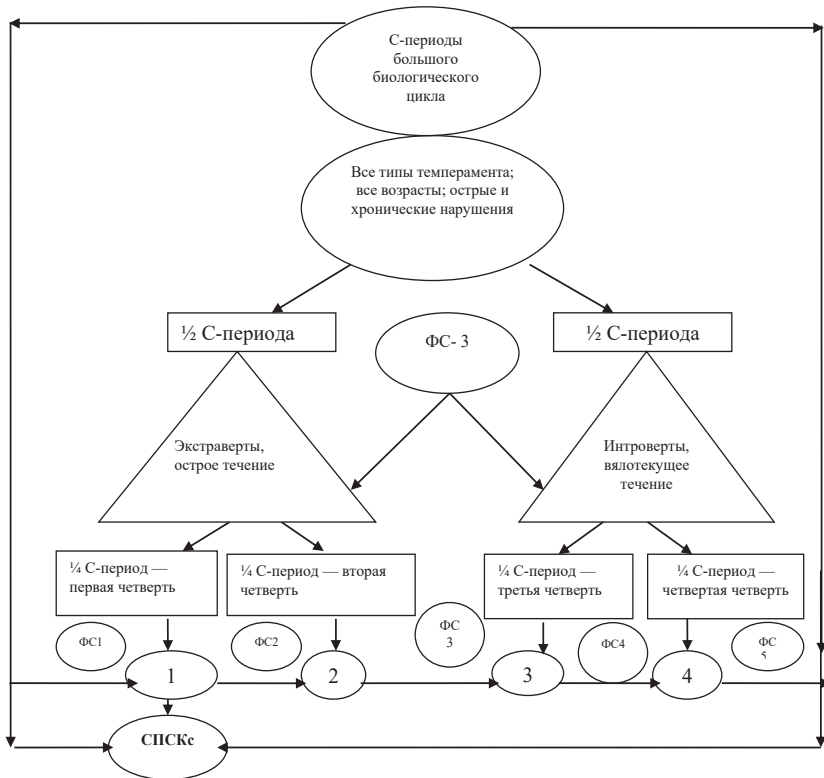 С-периоды
большого
биологического
цикла
Все типы темперамента;
все возрасты; острые и
хронические нарушения
½ С-периода
ФС- 3
½ С-периода
Экстраверты,
острое течение
Интроверты,
вялотекущее
течение
¼ С-период —
первая четверть
¼ С-период — вторая
четверть
¼ С-период —
третья четверть
¼ С-период —
четвертая четверть
ФС1
ФС2
ФС
3
ФС4
ФС
5
1
2
3
4
СПСКс